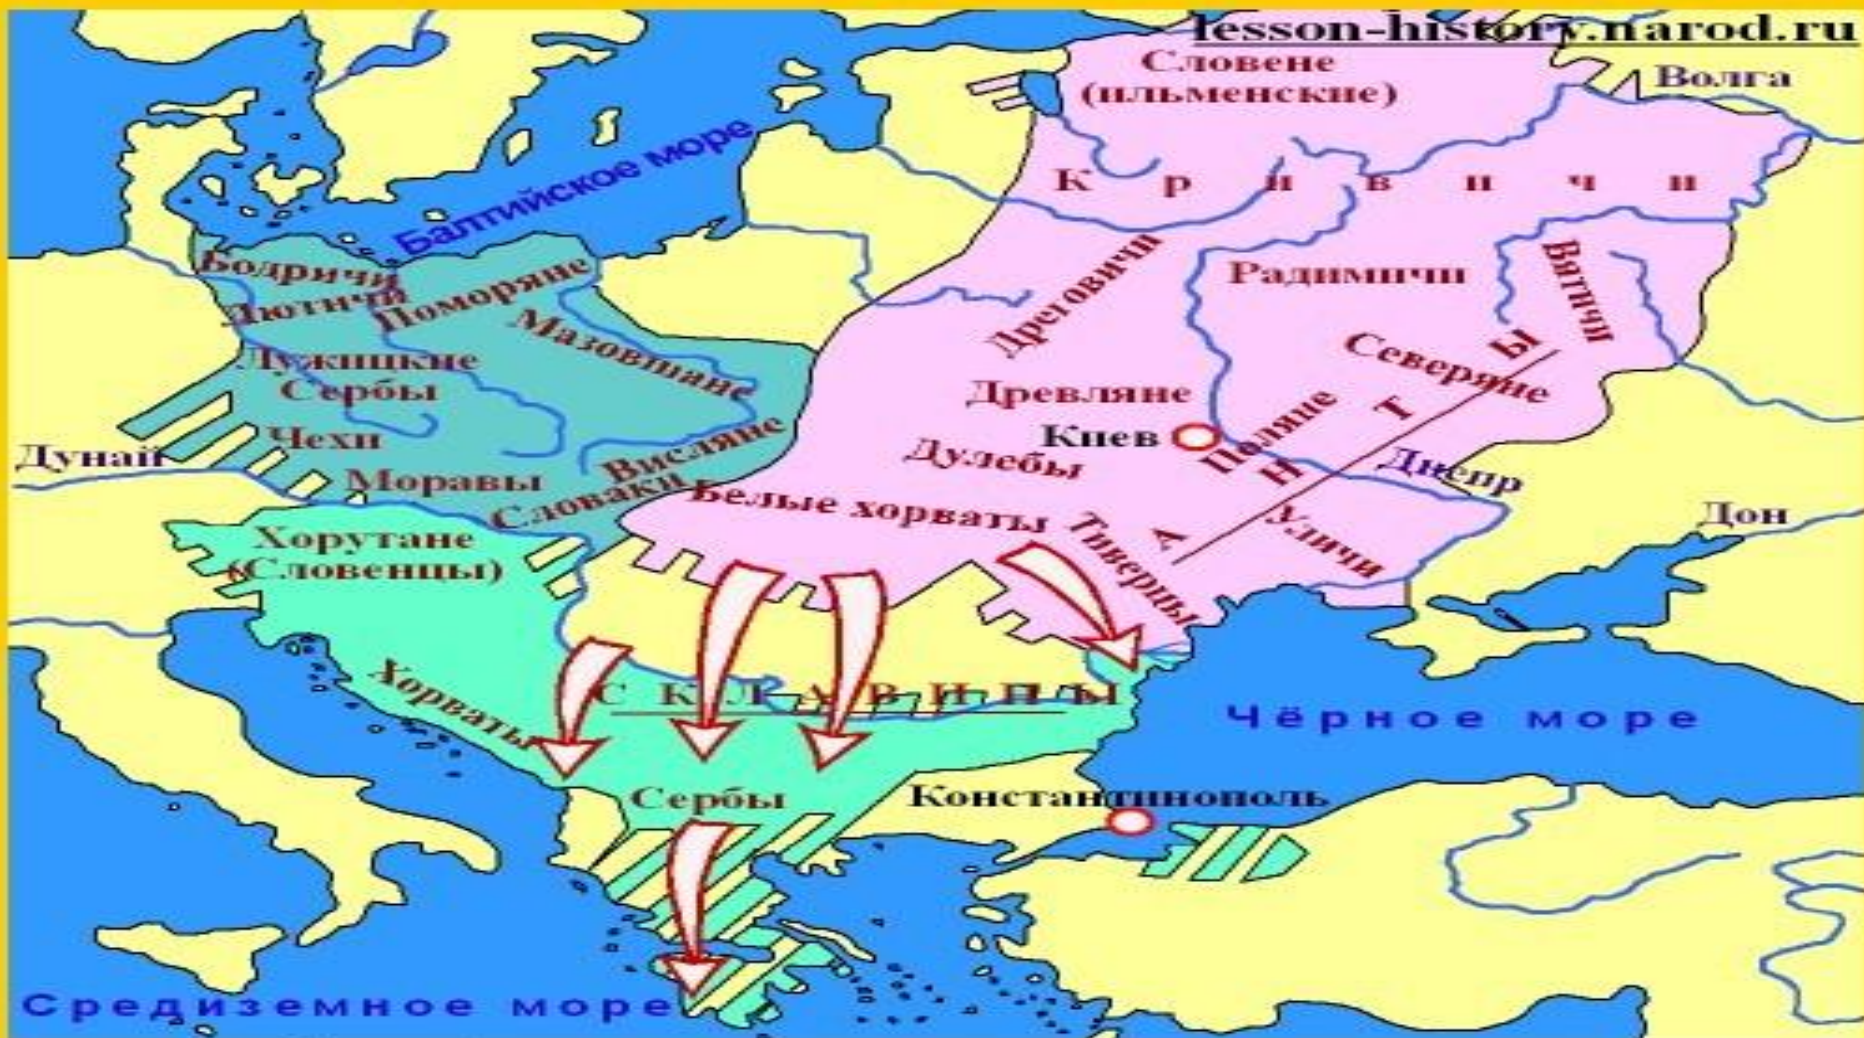 lesson-history.narod.ru
Словене
(ильменские)
Волга
Балтийское море
Кривичи
Бодричи
Лютичи
Поморяне
Мазовшане
Дреговичи
Радимичи
Вятичи
Лужицкие
Сербы
Северяне
Древляне
Поляне
Киев
Чехи
Висляне
Дулебы
Дунай
Днепр
АНТЫ
Моравы
Словаки
Белые хорваты
Тиверцы
Уличи
Дон
Хорутане
(Словенцы)
Хорваты
СКЛАВИНЫ
Чёрное море
Сербы
Константинополь
Средиземное море